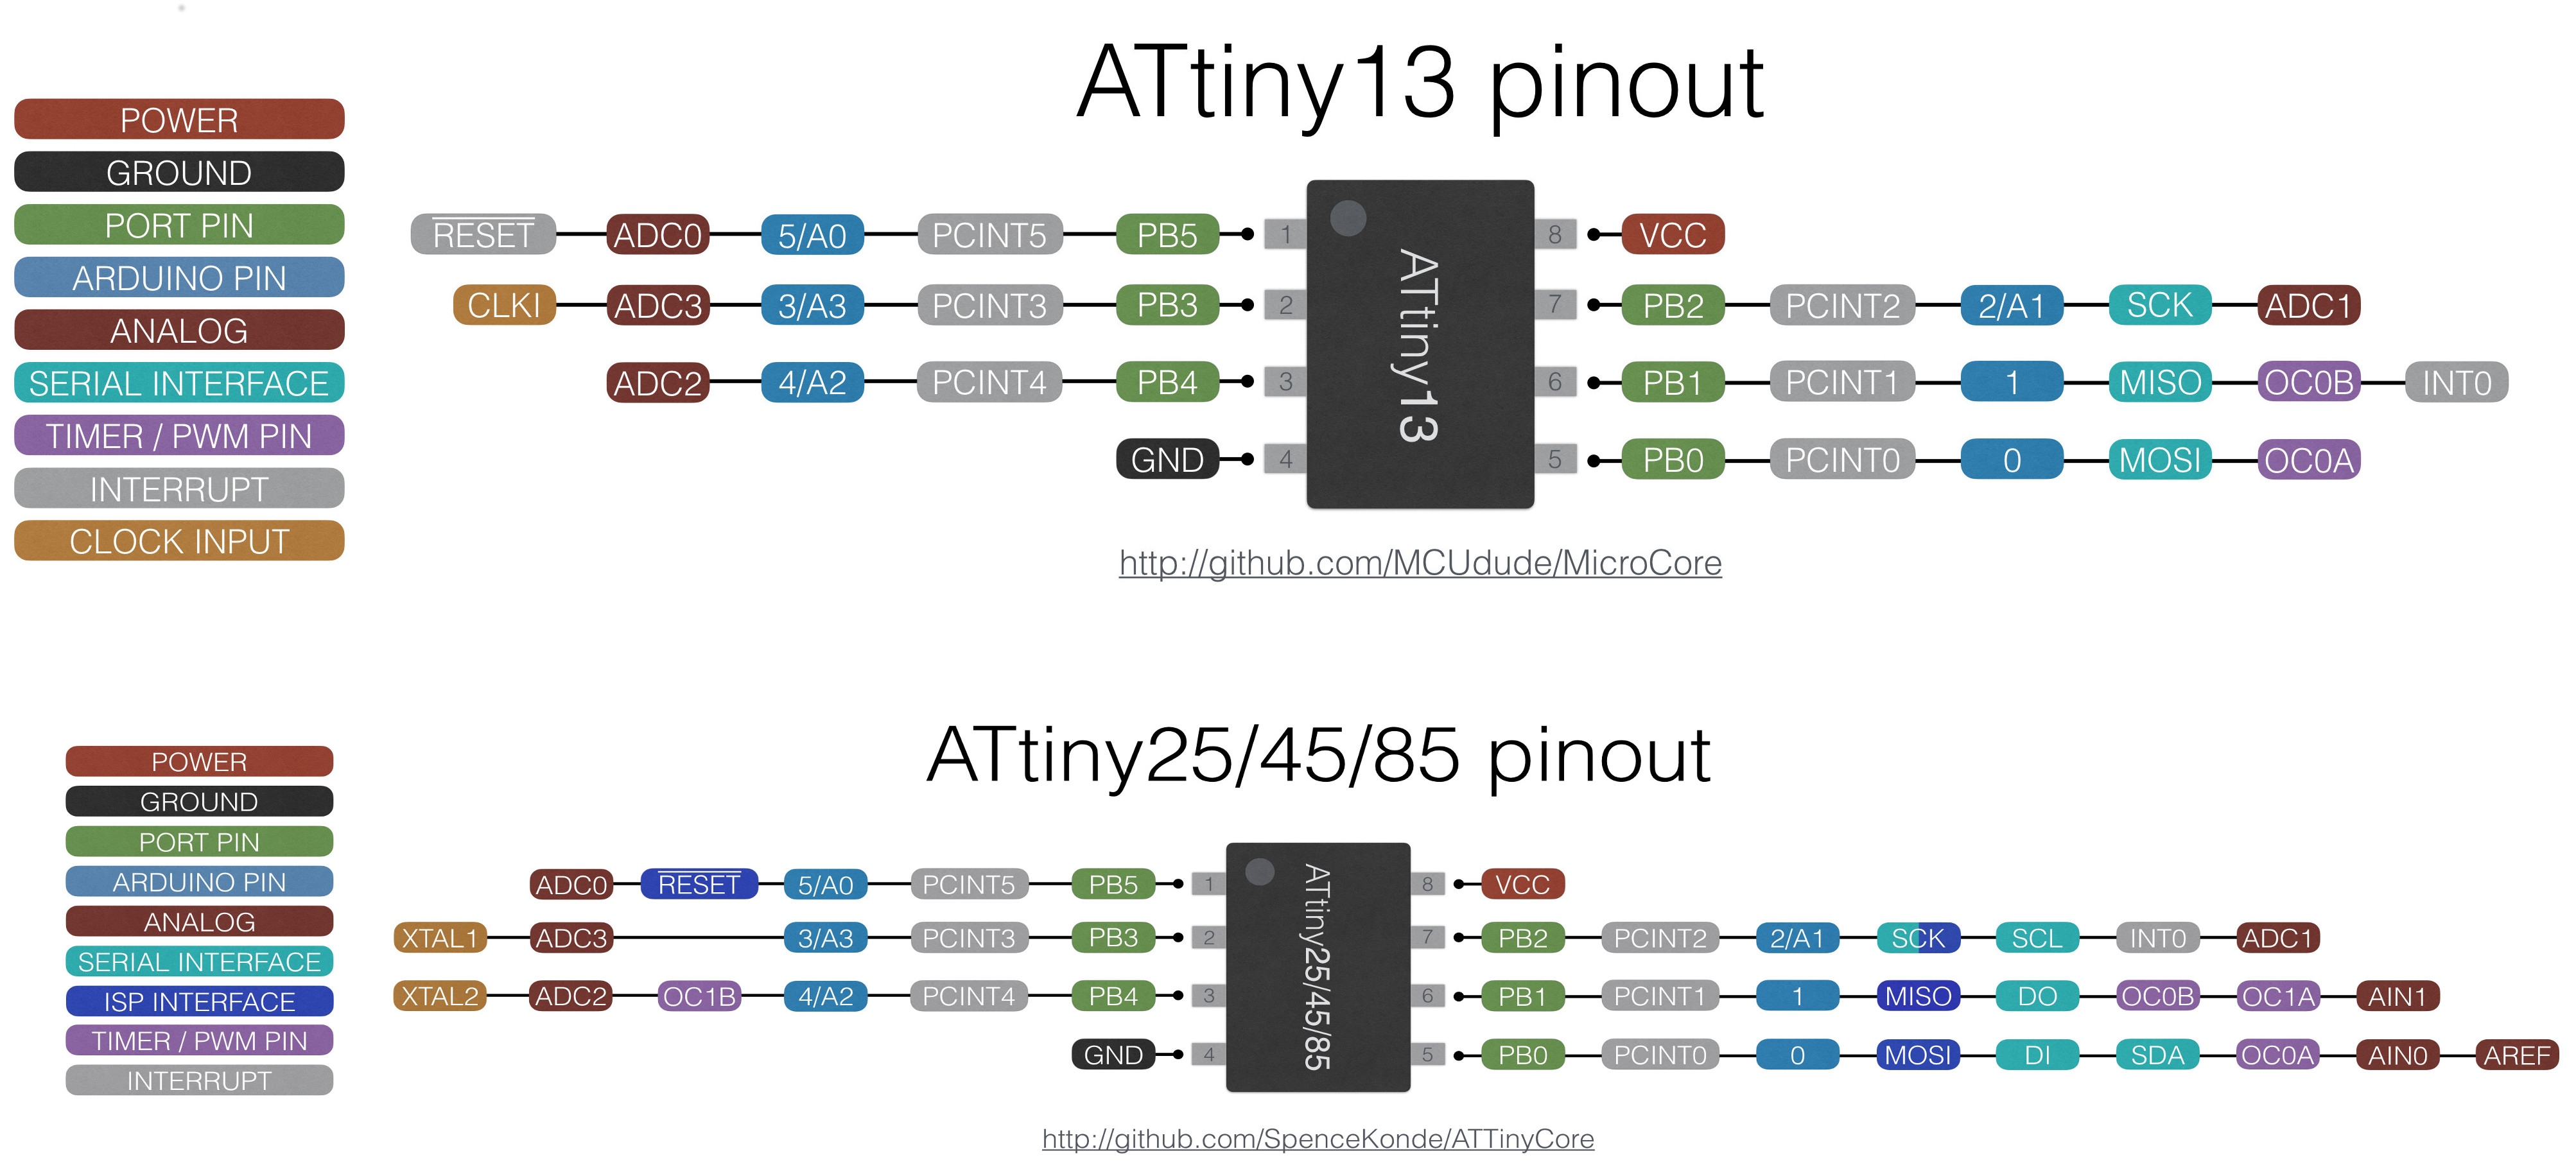 ATtiny13 pinout
POWER
GROUND
PORT PIN
ARDUINO PIN
ANALOG
SERIAL INTERFACE
TIMER / PWM PIN
INTERRUPT
CLOCK INPUT
RESET ADC0 5/A0 PCINT5 PB5 1 8 VCC
CLKI ADC3 3/A3 PCINT3 PB3 2 7 PB2 PCINT2 2/A1 SCK ADC1
ADC2 4/A2 PCINT4 PB4 3 6 PB1 PCINT1 1 MISO OC0B INT0
GND 4 5 PB0 PCINT0 0 MOSI OC0A
ATtiny13
http://github.com/MCUdude/MicroCore
ATtiny25/45/85 pinout
POWER
GROUND
PORT PIN
ARDUINO PIN
ANALOG
SERIAL INTERFACE
ISP INTERFACE
TIMER / PWM PIN
INTERRUPT
ADC0 RESET 5/A0 PCINT5 PB5 1 8 VCC
XTAL1 ADC3 3/A3 PCINT3 PB3 2 7 PB2 PCINT2 2/A1 SCK SCL INT0 ADC1
XTAL2 ADC2 OC1B 4/A2 PCINT4 PB4 3 6 PB1 PCINT1 1 MISO DO OC0B OC1A AIN1
GND 4 5 PB0 PCINT0 0 MOSI DI SDA OC0A AIN0 AREF
ATtiny25/45/85
http://github.com/SpenceKonde/ATTinyCore